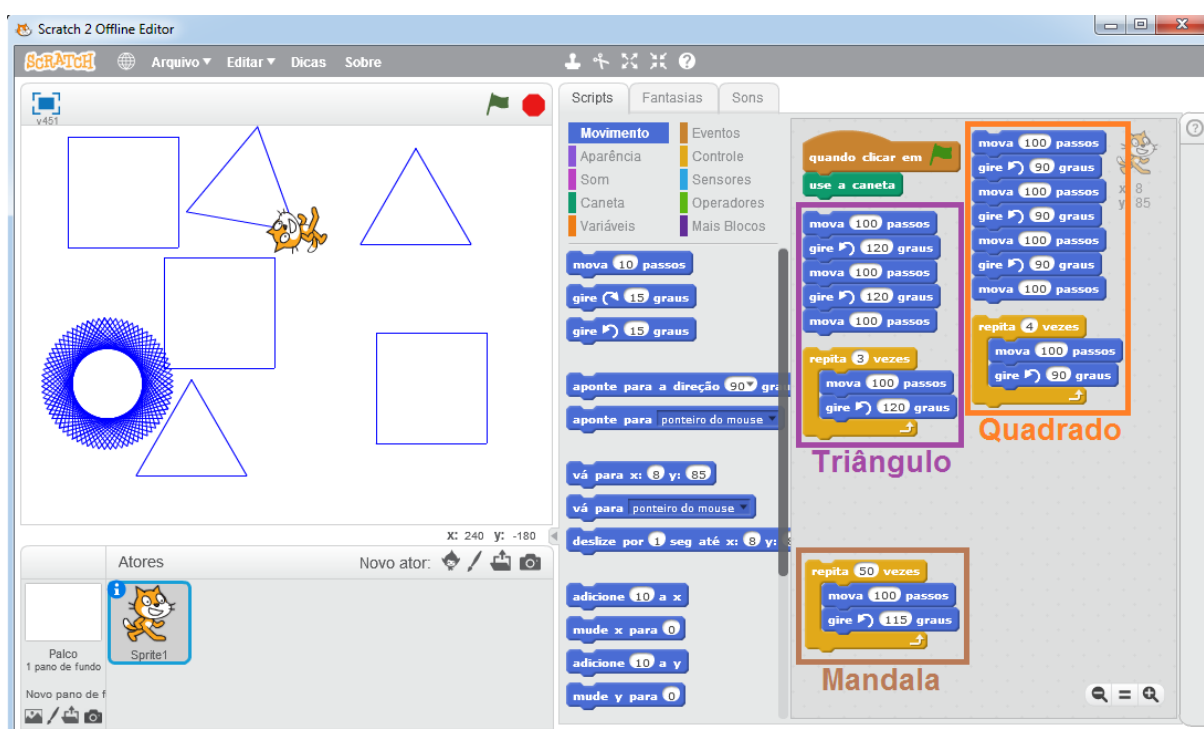 Scratch 2 Offline Editor
SCRATCH Arquivo Editar Dicas Sobre
v451
Scripts Fantasias Sons
Movimento Eventos
Aparência Controle
Som Sensores
Caneta Operadores
Variáveis Mais Blocos
mova 10 passos
gire 15 graus
gire 15 graus
aponte para a direção 90
aponte para ponteiro do mouse
vá para x: 8 y: 85
vá para ponteiro do mouse
deslize por 1 seg até x: 8 y:
adicione 10 a x
mude x para 0
adicione 10 a y
mude y para 0
quando clicar em
use a caneta
mova 100 passos
gire 120 graus
mova 100 passos
gire 120 graus
mova 100 passos
repita 3 vezes
mova 100 passos
gire 120 graus
Triângulo
mova 100 passos
gire 90 graus
mova 100 passos
gire 90 graus
mova 100 passos
gire 90 graus
mova 100 passos
repita 4 vezes
mova 100 passos
gire 90 graus
Quadrado
x: 8
y: 85
repita 50 vezes
mova 100 passos
gire 115 graus
Mandala
X: 240 y: -180
Atores Novo ator:
Palco
1 pano de fundo
Sprite1
Novo pano de f